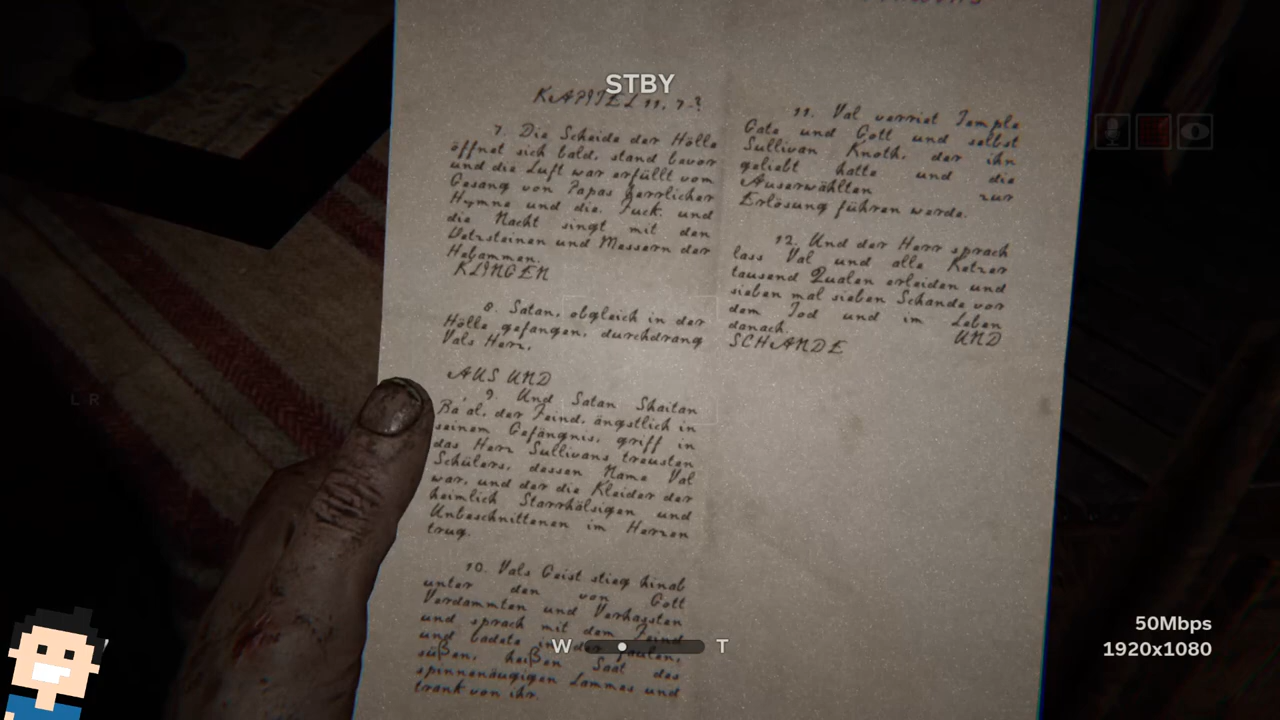 STBY
KAPITEL 11, 7-?
7. Die Scheide der Hölle
öffnet sich bald, stand bevor
und die Luft war erfüllt vom
Gesang von Papas herrlicher
Hymne und die. Fuck. und
die Nacht singt mit den
Wetzsteinen und Messern der
Hebammen.
KLINGEN
8. Satan, obgleich in der
Hölle gefangen, durchdrang
Vals Herz.
AUS UND
9. Und Satan Shaitan
Ba'al, der Feind, ängstlich in
seinem Gefängnis, griff in
das Herz Sullivans treusten
Schülers, dessen Name Val
war, und der die Kleider der
heimlich Starrhälsigen und
Unbeschnittenen im Herzen
trug.
10. Vals Geist stieg hinab
unter den von Gott
Verdammten und Verhassten
und sprach mit dem Feind
und badete in der faulen,
süßen, heißen Saat des
spinnenäugigen Lammes und
trank von ihr.
11. Val verriet Temple
Gate und Gott und selbst
Sullivan Knoth, der ihn
geliebt hatte und die
Auserwählten zur
Erlösung führen werde.
12. Und der Herr sprach
lass Val und alle Ketzer
tausend Qualen erleiden und
sieben mal sieben Schande vor
dem Tod und im Leben
danach. UND
SCHANDE
L R
W T
50Mbps
1920x1080